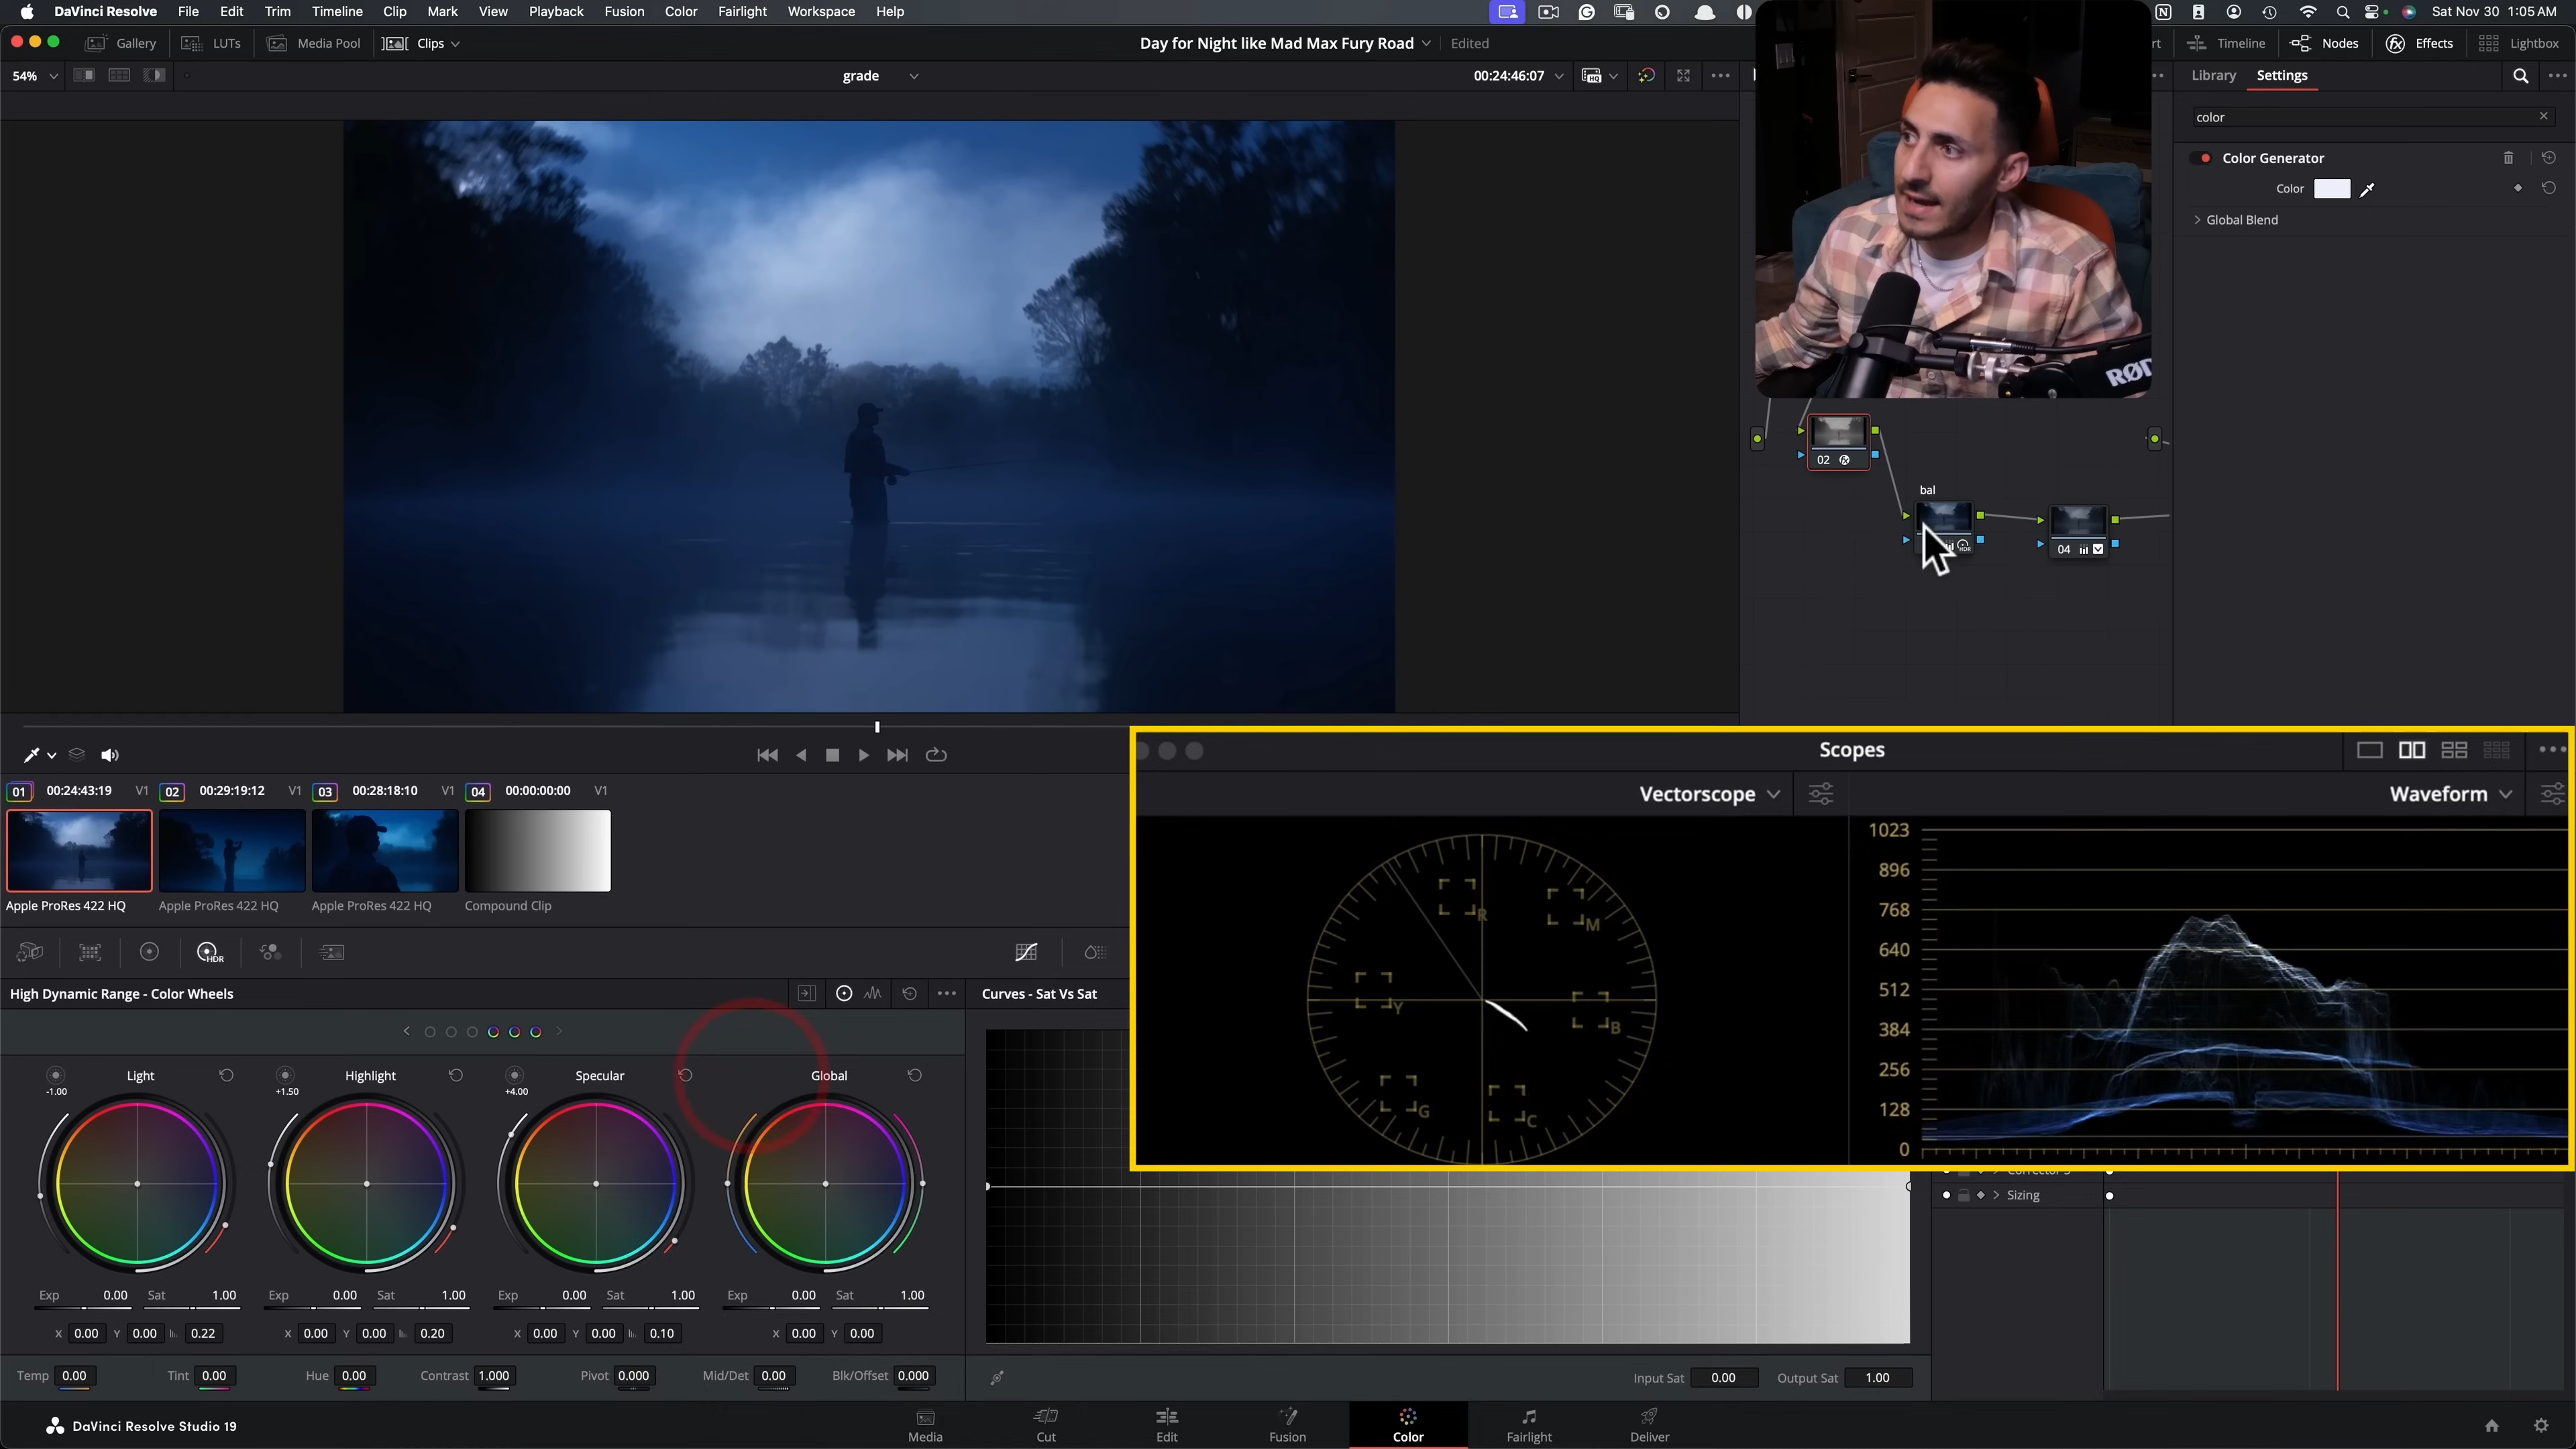 DaVinci Resolve File Edit Trim Timeline Clip Mark View Playback Fusion Color Fairlight Workspace Help Sat Nov 30 1:05 AM
Gallery LUTs Media Pool Clips Day for Night like Mad Max Fury Road Edited Timeline Nodes Effects Lightbox
54% grade 00:24:46:07 Library Settings
color
Color Generator
Color
Global Blend
RØD
02
bal
HDR
04
Scopes
Vectorscope Waveform
01 00:24:43:19 V1 02 00:29:19:12 V1 03 00:28:18:10 V1 04 00:00:00:00 V1
Apple ProRes 422 HQ Apple ProRes 422 HQ Apple ProRes 422 HQ Compound Clip
R M Y B G C
1023
896
768
640
512
384
256
128
0
HDR
High Dynamic Range - Color Wheels Curves - Sat Vs Sat
Light Highlight Specular Global
-1.00 +1.50 +4.00
Sizing
Exp 0.00 Sat 1.00 Exp 0.00 Sat 1.00 Exp 0.00 Sat 1.00 Exp 0.00 Sat 1.00
X 0.00 Y 0.00 0.22 X 0.00 Y 0.00 0.20 X 0.00 Y 0.00 0.10 X 0.00 Y 0.00
Temp 0.00 Tint 0.00 Hue 0.00 Contrast 1.000 Pivot 0.000 Mid/Det 0.00 Blk/Offset 0.000 Input Sat 0.00 Output Sat 1.00
DaVinci Resolve Studio 19 Media Cut Edit Fusion Color Fairlight Deliver